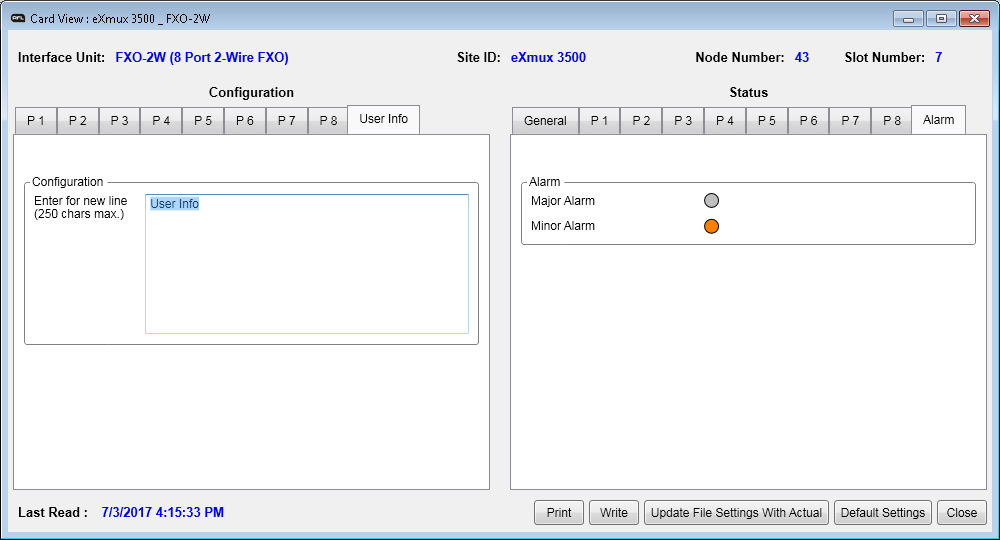 AFL Card View : eXmux 3500 _ FXO-2W
Interface Unit: FXO-2W (8 Port 2-Wire FXO) Site ID: eXmux 3500 Node Number: 43 Slot Number: 7
Configuration Status
P 1 P 2 P 3 P 4 P 5 P 6 P 7 P 8 User Info General P 1 P 2 P 3 P 4 P 5 P 6 P 7 P 8 Alarm
Configuration
Enter for new line
(250 chars max.)
User Info
Alarm
Major Alarm
Minor Alarm
Last Read : 7/3/2017 4:15:33 PM Print Write Update File Settings With Actual Default Settings Close